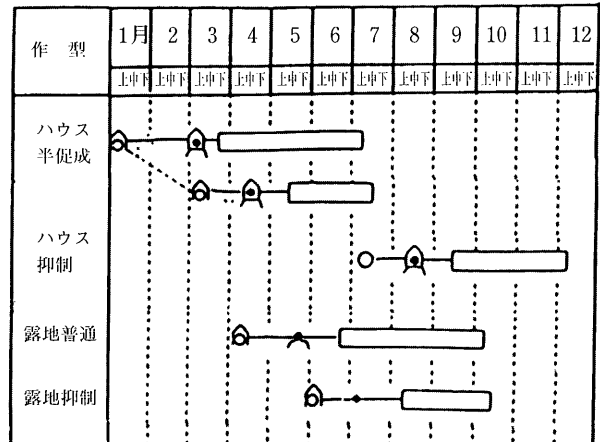 作 型 1月 2 3 4 5 6 7 8 9 10 11 12
上中下 上中下 上中下 上中下 上中下 上中下 上中下 上中下 上中下 上中下 上中下 上中下
ハウス
半促成
ハウス
抑制
露地普通
露地抑制